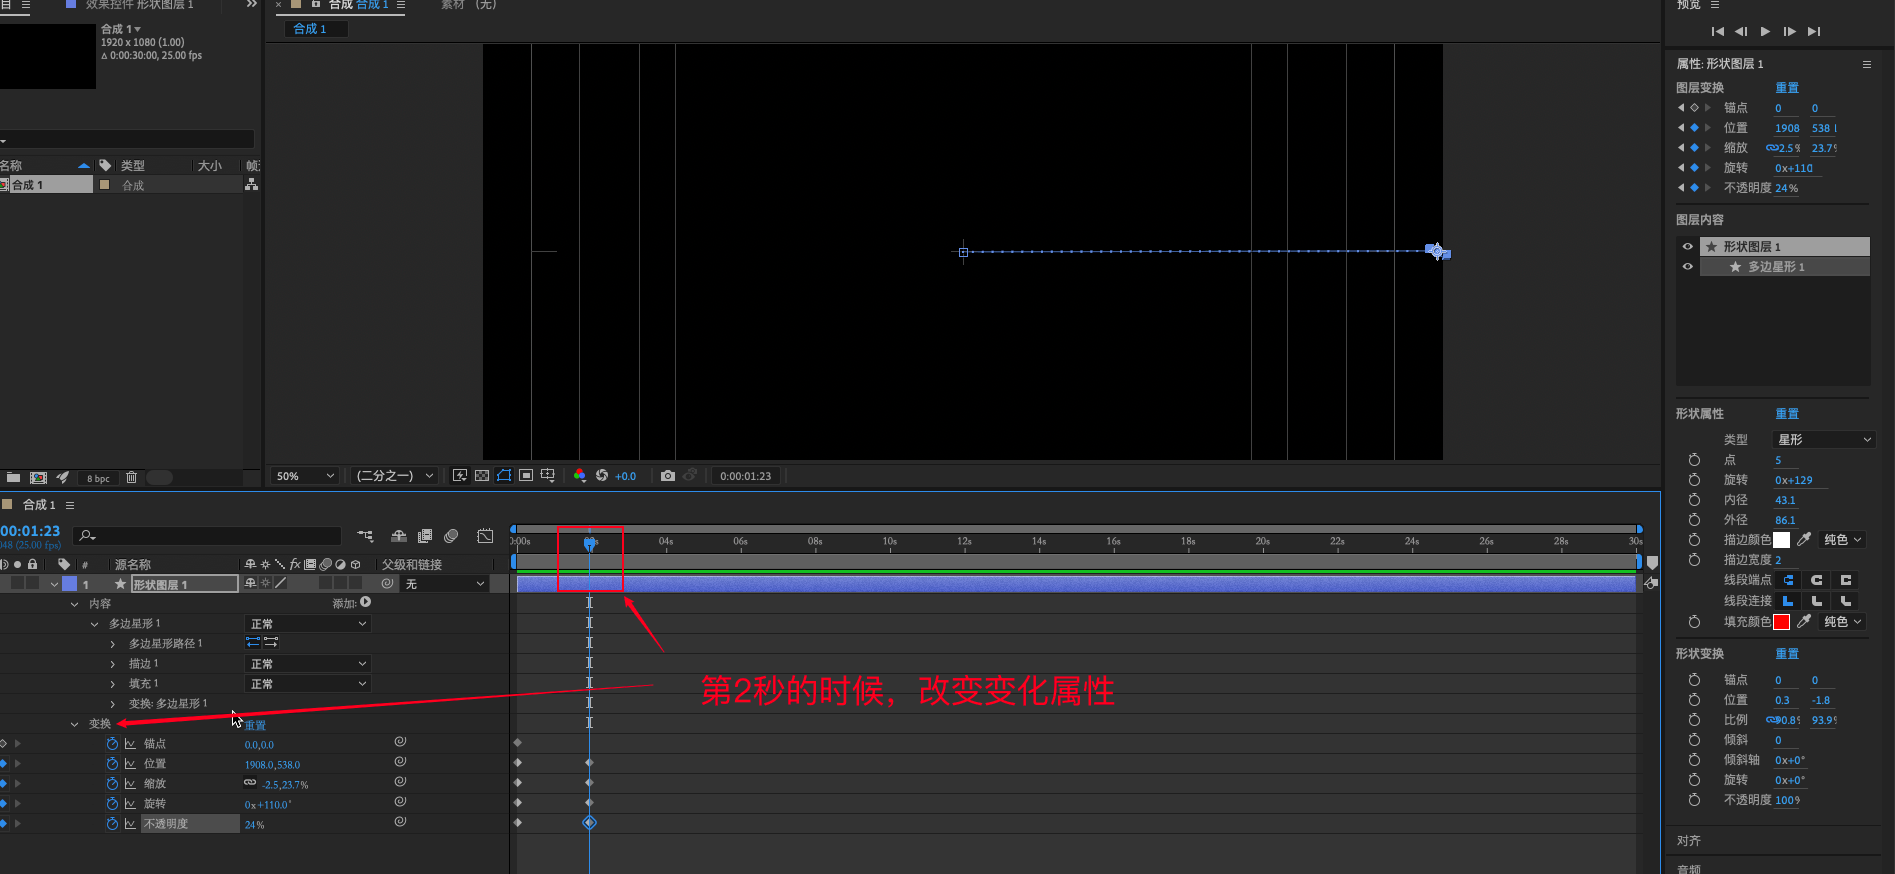 目
效果控件 形状图层 1
合成 1
1920 x 1080 (1.00)
Δ 0:00:30:00, 25.00 fps
名称
类型
大小
合成 1
合成
8 bpc
合成 合成 1
素材 (无)
合成 1
50%
(二分之一)
+0.0
0:00:01:23
预览
属性: 形状图层 1
图层变换
重置
锚点
0
0
位置
1908
538
缩放
-2.5%
23.7%
旋转
0x+110
不透明度
24%
图层内容
形状图层 1
多边星形 1
形状属性
重置
类型
星形
点
5
旋转
0x+129
内径
43.1
外径
86.1
描边颜色
纯色
描边宽度
2
线段端点
线段连接
填充颜色
纯色
形状变换
重置
锚点
0
0
位置
0.3
-1.8
比例
90.8%
93.9%
倾斜
0
倾斜轴
0x+0°
旋转
0x+0°
不透明度
100%
对齐
音频
合成 1
00:01:23
048 (25.00 fps)
#
源名称
fx
父级和链接
1
形状图层 1
无
内容
添加:
多边星形 1
正常
多边星形路径 1
描边 1
正常
填充 1
正常
变换: 多边星形 1
变换
重置
锚点
0.0,0.0
位置
1908.0,538.0
缩放
-2.5,23.7%
旋转
0x+110.0°
不透明度
24%
0:00s
04s
06s
08s
10s
12s
14s
16s
18s
20s
22s
24s
26s
28s
30s
第2秒的时候，改变变化属性